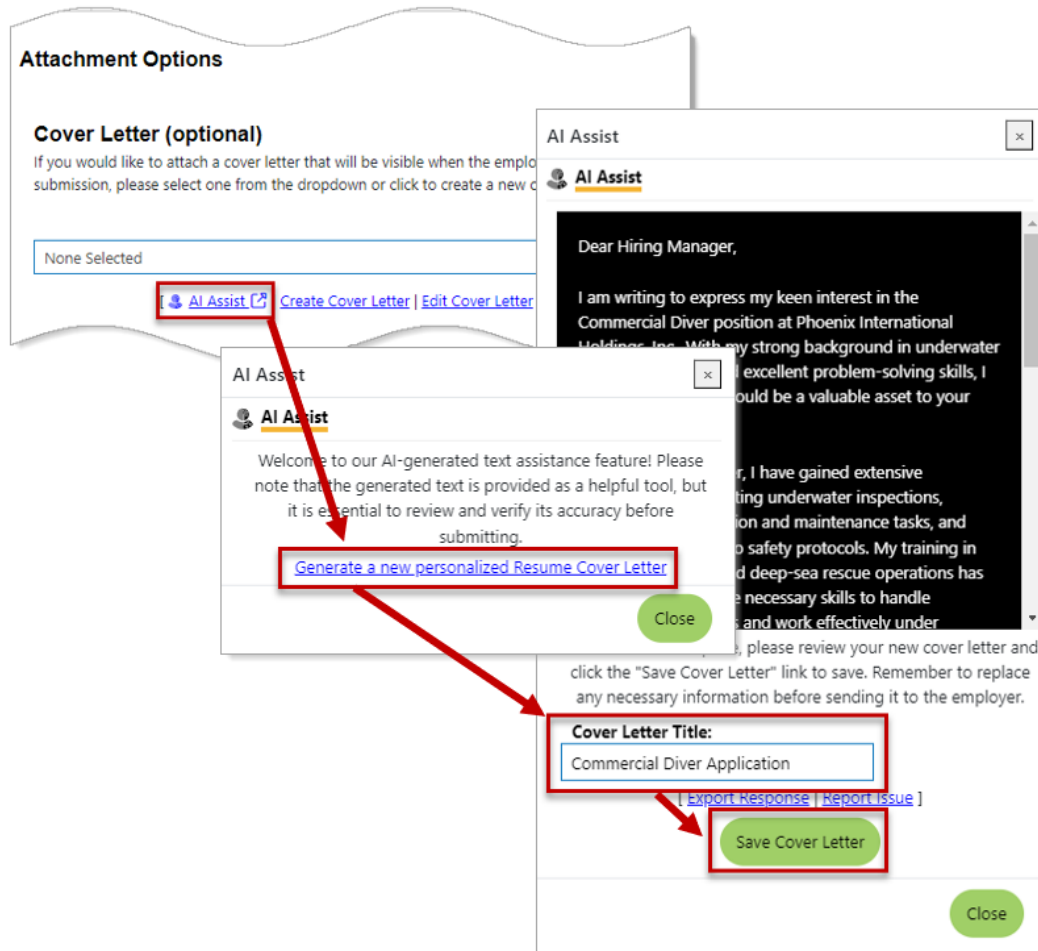 Attachment Options
Cover Letter (optional)
If you would like to attach a cover letter that will be visible when the emplo
submission, please select one from the dropdown or click to create a new c
None Selected
[ AI Assist Create Cover Letter | Edit Cover Letter
AI Assist ×
AI Assist
Welcome to our AI-generated text assistance feature! Please
note that the generated text is provided as a helpful tool, but
it is essential to review and verify its accuracy before
submitting.
Generate a new personalized Resume Cover Letter
Close
AI Assist ×
AI Assist
Dear Hiring Manager,
I am writing to express my keen interest in the
Commercial Diver position at Phoenix International
Holdings, Inc. With my strong background in underwater
excellent problem-solving skills, I
ould be a valuable asset to your
r, I have gained extensive
ting underwater inspections,
ion and maintenance tasks, and
o safety protocols. My training in
d deep-sea rescue operations has
e necessary skills to handle
s and work effectively under
e, please review your new cover letter and
click the "Save Cover Letter" link to save. Remember to replace
any necessary information before sending it to the employer.
Cover Letter Title:
Commercial Diver Application
[ Export Response | Report Issue ]
Save Cover Letter
Close